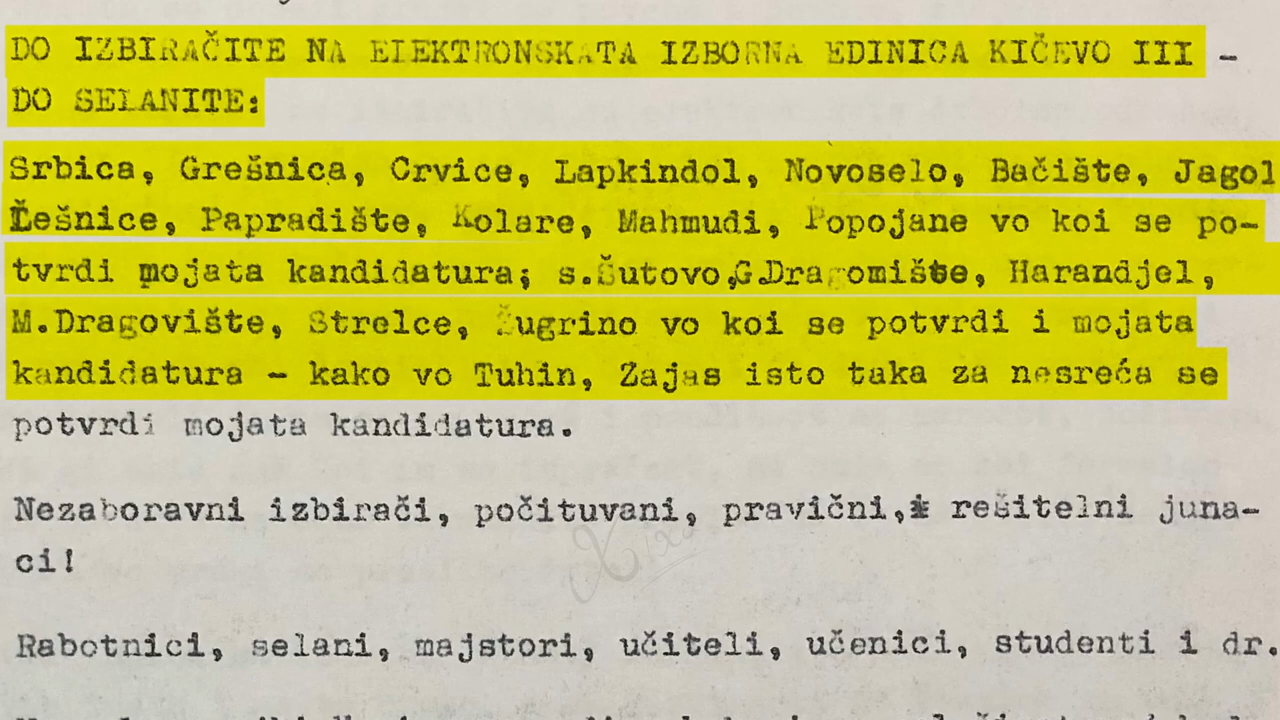 DO IZBIRAČITE NA ELEKTRONSKATA IZBORNA EDINICA KIČEVO III -
DO SELANITE:
Srbica, Grešnica, Crvice, Lapkindol, Novoselo, Bačište, Jagol
Lešnice, Papradište, Kolare, Mahmudi, Popojane vo koi se po-
tvrdi mojata kandidatura; s.Šutovo,G.Dragomište, Harandjel,
M.Dragovište, Strelce, Žugrino vo koi se potvrdi i mojata
kandidatura - kako vo Tuhin, Zajas isto taka za nesreća se
potvrdi mojata kandidatura.
Nezaboravni izbirači, počituvani, pravični, rešitelni juna-
ci!
Rabotnici, selani, majstori, učiteli, učenici, studenti i dr.